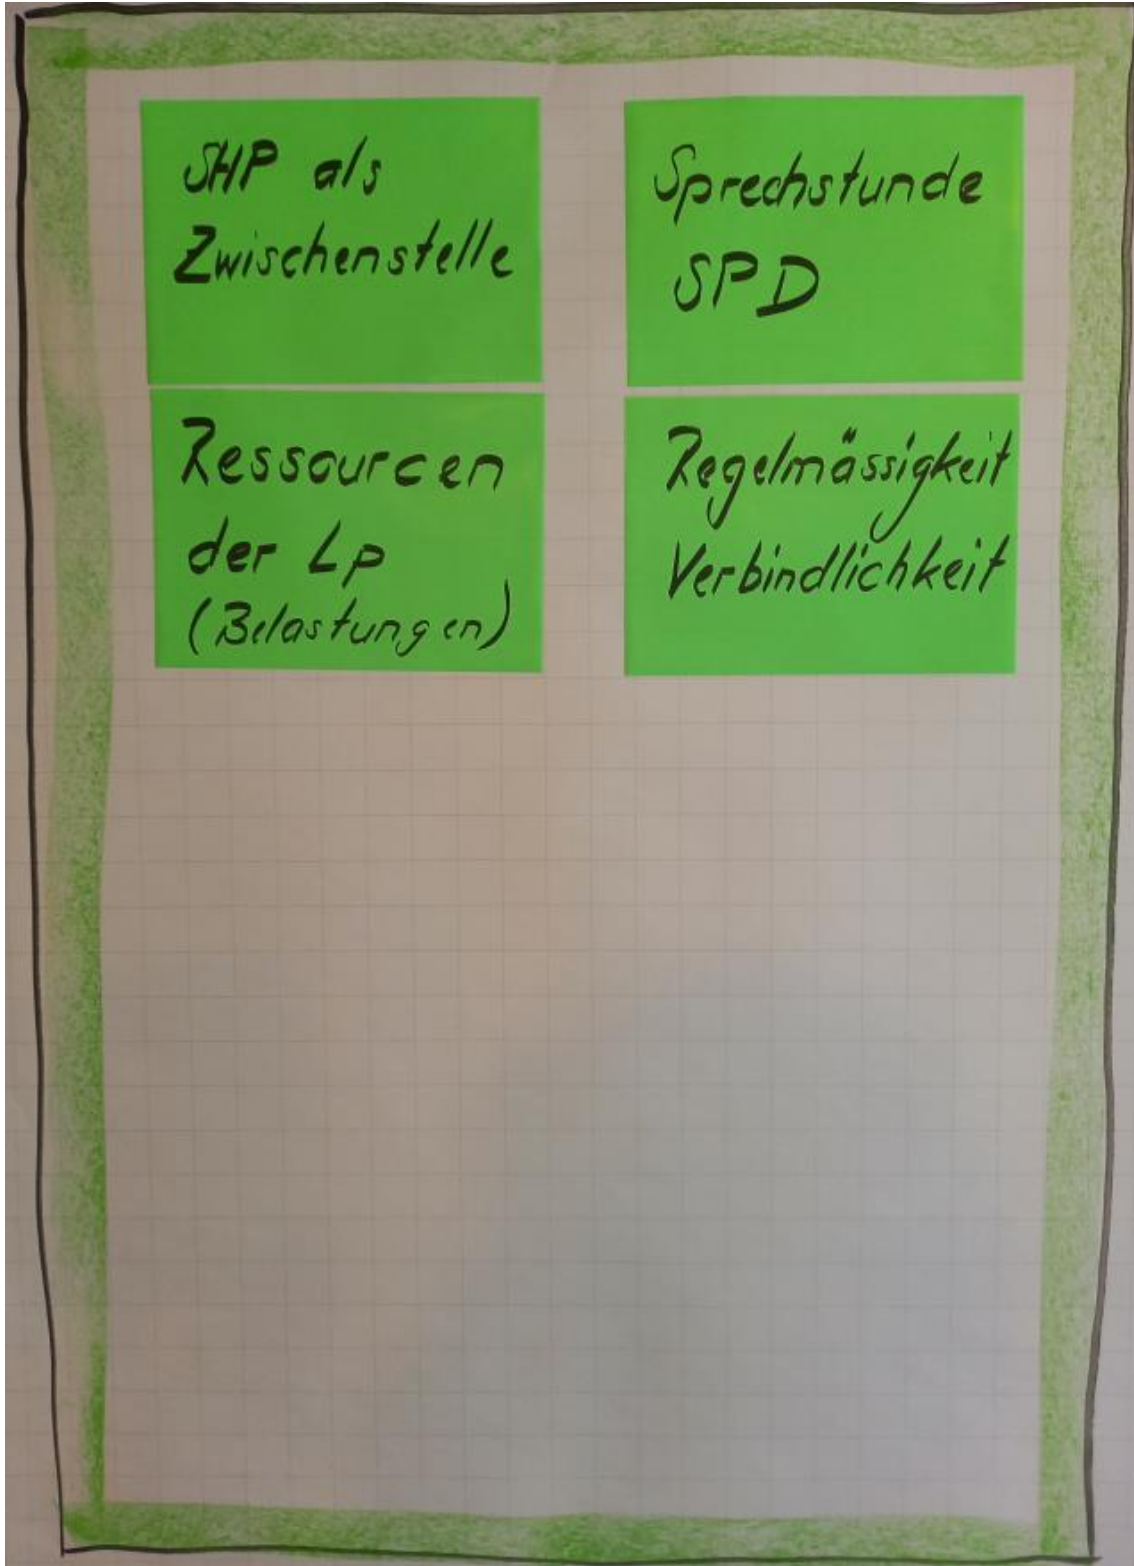 SHP als
Zwischenstelle
Sprechstunde
SPD
Ressourcen
der Lp
(Belastungen)
Regelmässigkeit
Verbindlichkeit